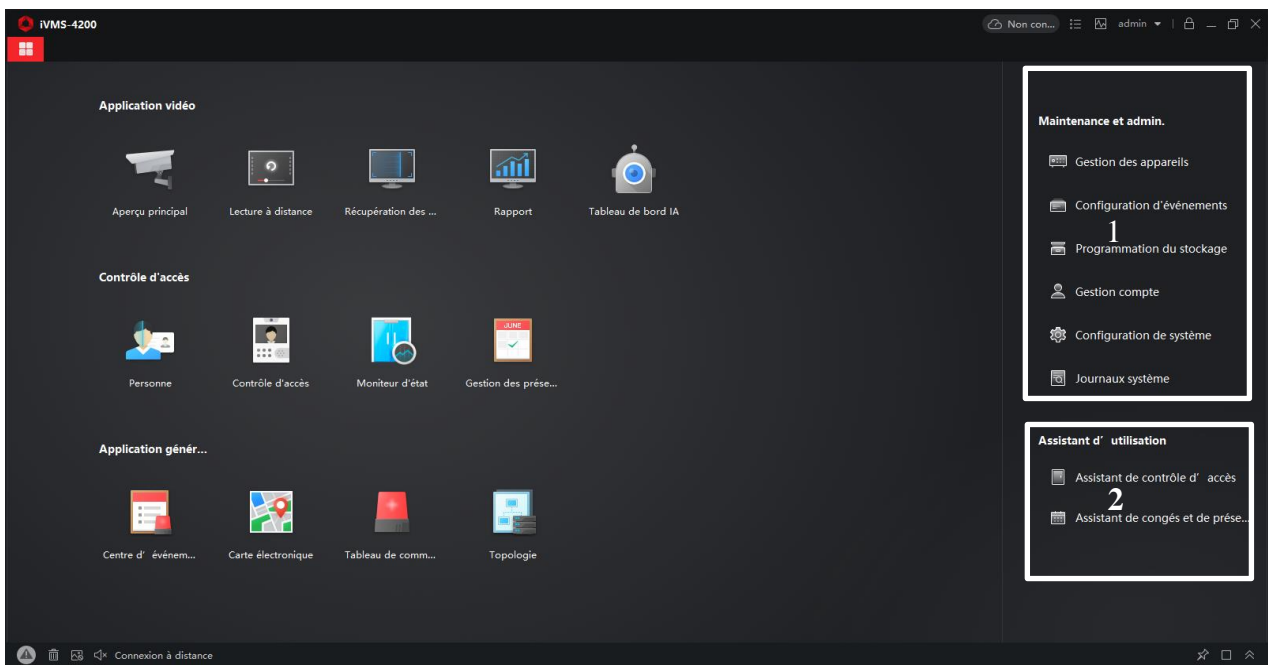 iVMS-4200
Non con...
admin
Application vidéo
Aperçu principal
Lecture à distance
Récupération des ...
Rapport
Tableau de bord IA
Contrôle d'accès
JUNE
Personne
Contrôle d'accès
Moniteur d'état
Gestion des prése...
Application génér...
Centre d’ événem...
Carte électronique
Tableau de comm...
Topologie
Maintenance et admin.
Gestion des appareils
Configuration d'événements
1
Programmation du stockage
Gestion compte
Configuration de système
Journaux système
Assistant d’ utilisation
Assistant de contrôle d’ accès
2
Assistant de congés et de prése...
Connexion à distance